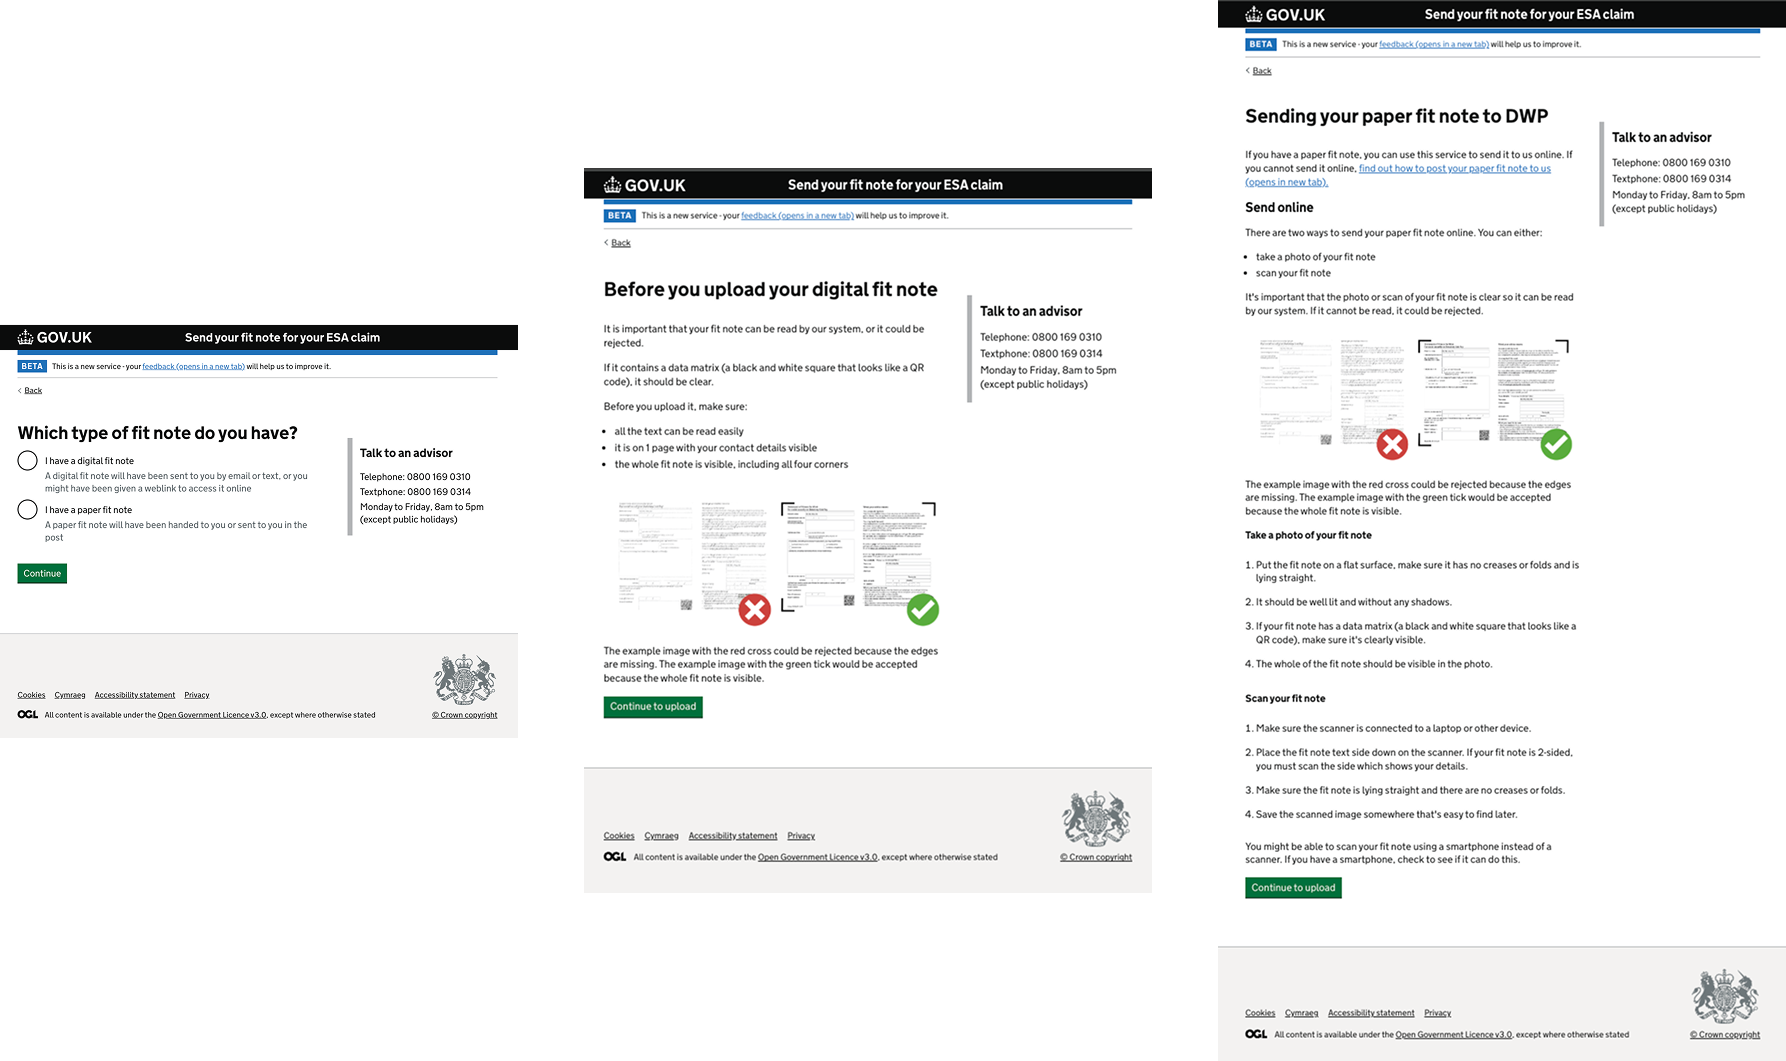 GOV.UK
Send your fit note for your ESA claim
BETA This is a new service - your feedback (opens in a new tab) will help us to improve it.
< Back
Which type of fit note do you have?
I have a digital fit note
A digital fit note will have been sent to you by email or text, or you
might have been given a weblink to access it online
I have a paper fit note
A paper fit note will have been handed to you or sent to you in the
post
Continue
Talk to an advisor
Telephone: 0800 169 0310
Textphone: 0800 169 0314
Monday to Friday, 8am to 5pm
(except public holidays)
Cookies Cymraeg Accessibility statement Privacy
OGL All content is available under the Open Government Licence v3.0, except where otherwise stated
© Crown copyright
GOV.UK
Send your fit note for your ESA claim
BETA This is a new service - your feedback (opens in a new tab) will help us to improve it.
< Back
Before you upload your digital fit note
It is important that your fit note can be read by our system, or it could be
rejected.
If it contains a data matrix (a black and white square that looks like a QR
code), it should be clear.
Before you upload it, make sure:
• all the text can be read easily
• it is on 1 page with your contact details visible
• the whole fit note is visible, including all four corners
The example image with the red cross could be rejected because the edges
are missing. The example image with the green tick would be accepted
because the whole fit note is visible.
Continue to upload
Talk to an advisor
Telephone: 0800 169 0310
Textphone: 0800 169 0314
Monday to Friday, 8am to 5pm
(except public holidays)
Cookies Cymraeg Accessibility statement Privacy
OGL All content is available under the Open Government Licence v3.0, except where otherwise stated
© Crown copyright
GOV.UK
Send your fit note for your ESA claim
BETA This is a new service - your feedback (opens in a new tab) will help us to improve it.
< Back
Sending your paper fit note to DWP
If you have a paper fit note, you can use this service to send it to us online. If
you cannot send it online, find out how to post your paper fit note to us
(opens in new tab).
Send online
There are two ways to send your paper fit note online. You can either:
• take a photo of your fit note
• scan your fit note
It's important that the photo or scan of your fit note is clear so it can be read
by our system. If it cannot be read, it could be rejected.
The example image with the red cross could be rejected because the edges
are missing. The example image with the green tick would be accepted
because the whole fit note is visible.
Take a photo of your fit note
1. Put the fit note on a flat surface, make sure it has no creases or folds and is
lying straight.
2. It should be well lit and without any shadows.
3. If your fit note has a data matrix (a black and white square that looks like a
QR code), make sure it's clearly visible.
4. The whole of the fit note should be visible in the photo.
Scan your fit note
1. Make sure the scanner is connected to a laptop or other device.
2. Place the fit note text side down on the scanner. If your fit note is 2-sided,
you must scan the side which shows your details.
3. Make sure the fit note is lying straight and there are no creases or folds.
4. Save the scanned image somewhere that's easy to find later.
You might be able to scan your fit note using a smartphone instead of a
scanner. If you have a smartphone, check to see if it can do this.
Continue to upload
Talk to an advisor
Telephone: 0800 169 0310
Textphone: 0800 169 0314
Monday to Friday, 8am to 5pm
(except public holidays)
Cookies Cymraeg Accessibility statement Privacy
OGL All content is available under the Open Government Licence v3.0, except where otherwise stated
© Crown copyright